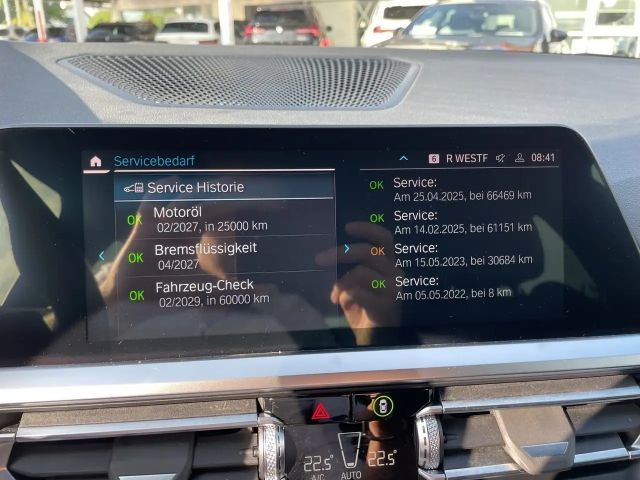 Servicebedarf
6 R WESTF 08:41
Service Historie
OK Motoröl
02/2027, in 25000 km
OK Bremsflüssigkeit
04/2027
OK Fahrzeug-Check
02/2029, in 60000 km
OK Service:
Am 25.04.2025, bei 66469 km
OK Service:
Am 14.02.2025, bei 61151 km
OK Service:
Am 15.05.2023, bei 30684 km
OK Service:
Am 05.05.2022, bei 8 km
22.5° 22.5°
A/C AUTO